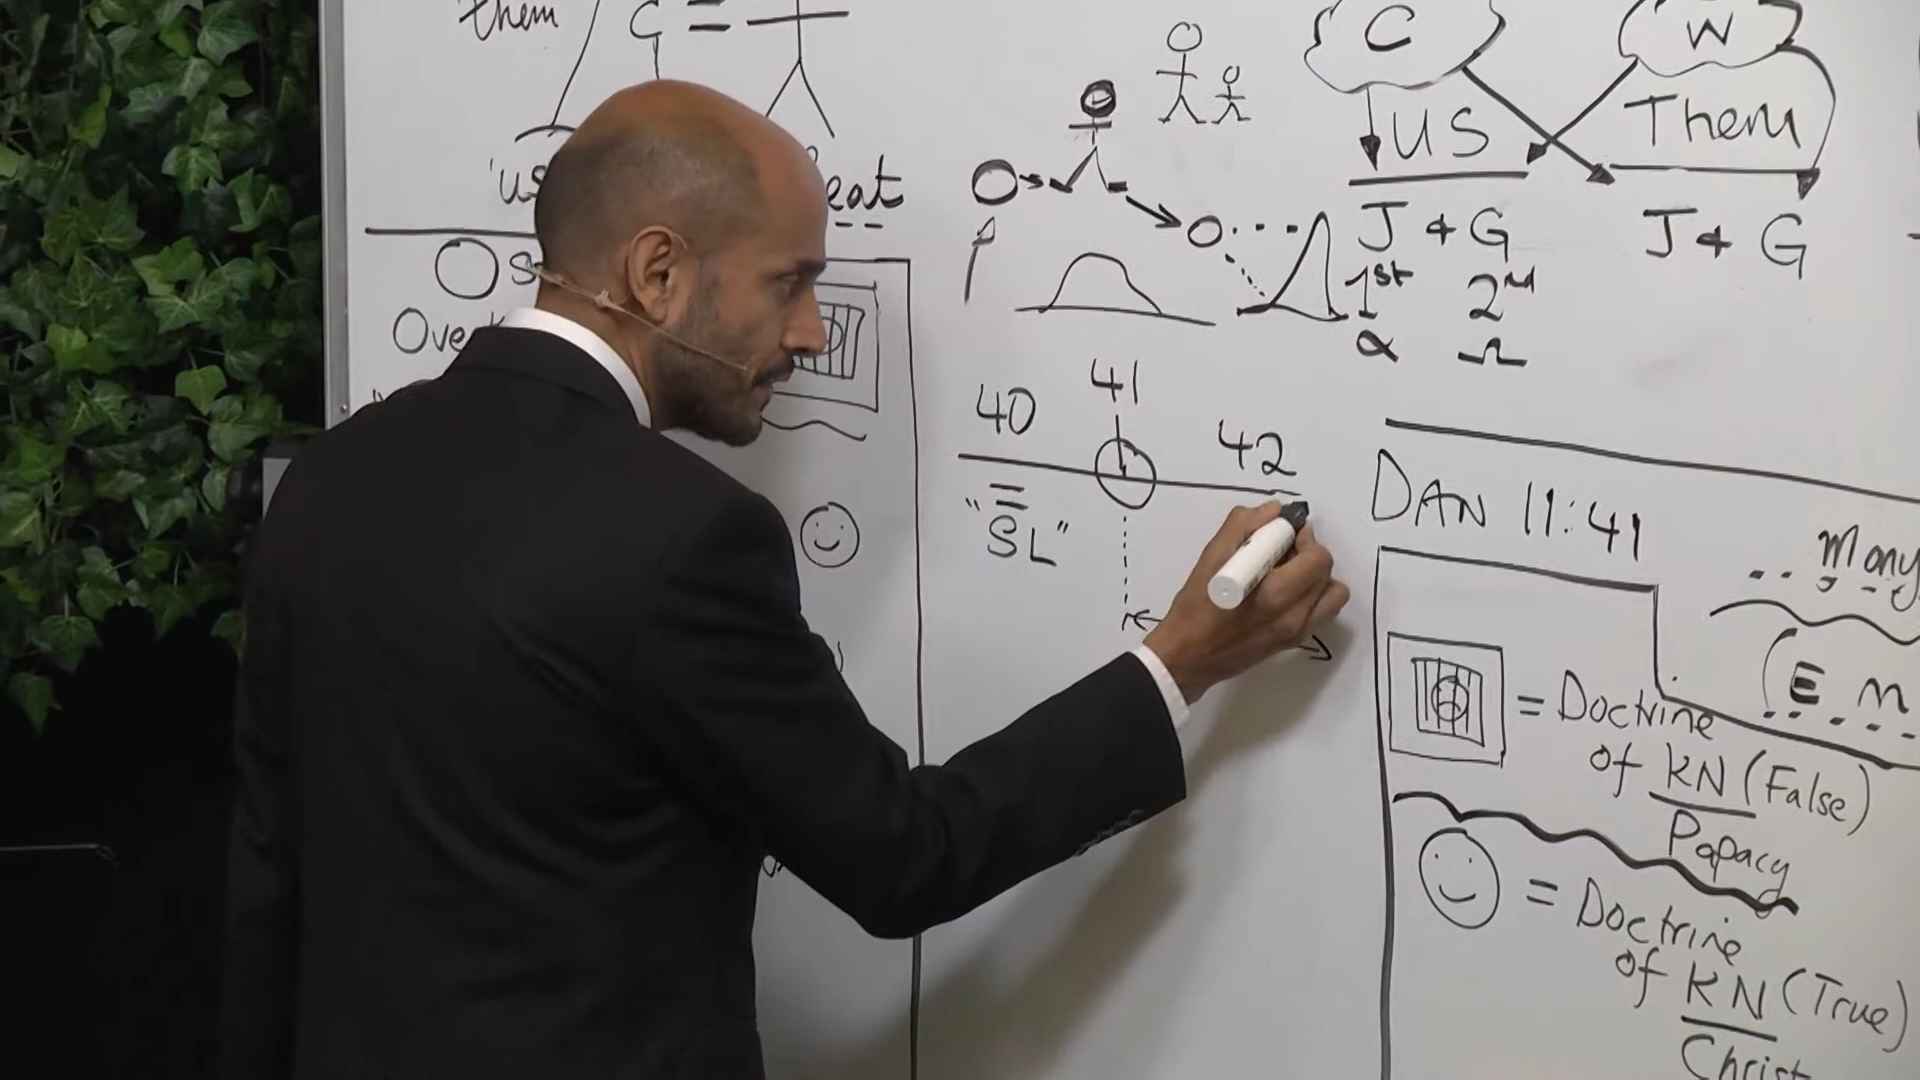 them
C =
"us
eat
C
W
US
Them
J & G
J & G
1st 2nd
α Ω
40 41 42
"SL"
DAN 11:41
Many
(E M
= Doctrine
of KN (False)
Papacy
= Doctrine
of KN (True)
Christ